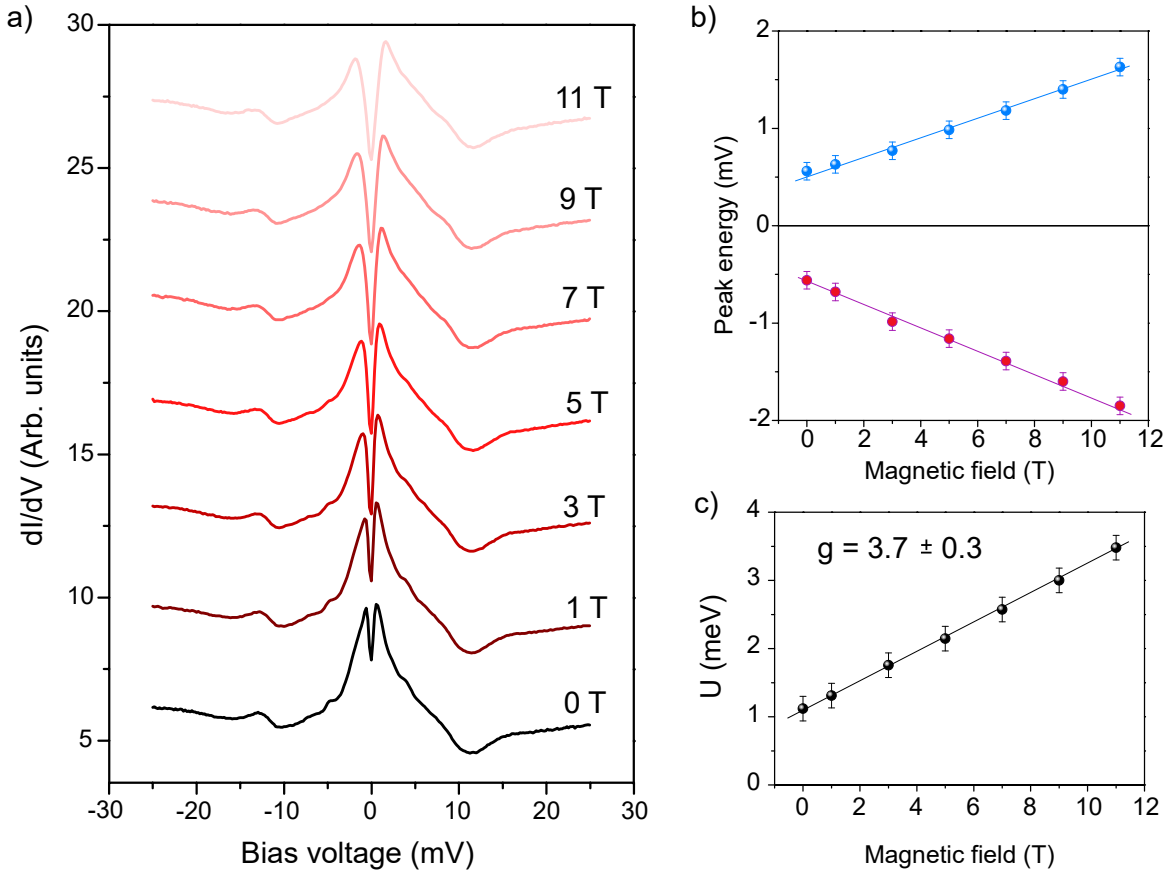 a)
dI/dV (Arb. units)
30
25
20
15
10
5
11 T
9 T
7 T
5 T
3 T
1 T
0 T
-30 -20 -10 0 10 20 30
Bias voltage (mV)
b)
Peak energy (mV)
2
1
0
-1
-2
0 2 4 6 8 10 12
Magnetic field (T)
c)
U (meV)
4
3
2
1
0
g = 3.7 ± 0.3
0 2 4 6 8 10 12
Magnetic field (T)